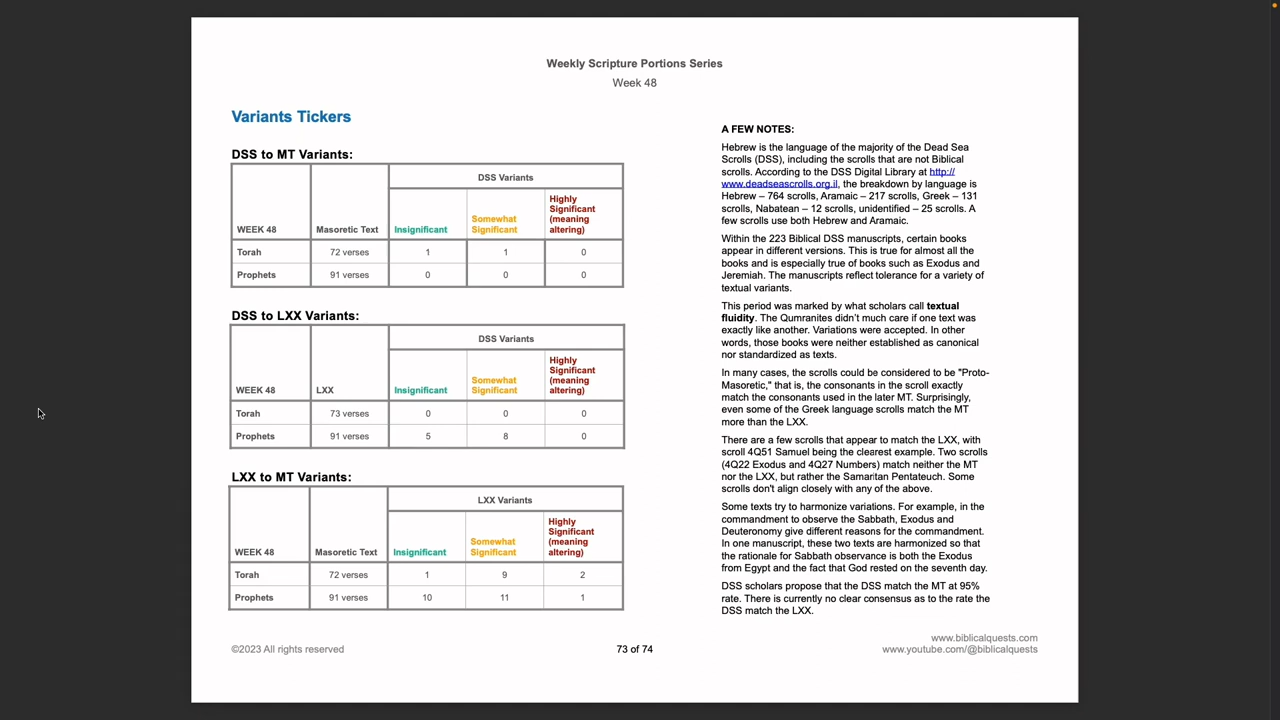 Weekly Scripture Portions Series
Week 48
Variants Tickers
DSS to MT Variants:
DSS Variants
WEEK 48 Masoretic Text Insignificant Somewhat Significant Highly Significant (meaning altering)
Torah 72 verses 1 1 0
Prophets 91 verses 0 0 0
DSS to LXX Variants:
DSS Variants
WEEK 48 LXX Insignificant Somewhat Significant Highly Significant (meaning altering)
Torah 73 verses 0 0 0
Prophets 91 verses 5 8 0
LXX to MT Variants:
LXX Variants
WEEK 48 Masoretic Text Insignificant Somewhat Significant Highly Significant (meaning altering)
Torah 72 verses 1 9 2
Prophets 91 verses 10 11 1
A FEW NOTES:
Hebrew is the language of the majority of the Dead Sea
Scrolls (DSS), including the scrolls that are not Biblical
scrolls. According to the DSS Digital Library at http://
www.deadseascrolls.org.il, the breakdown by language is
Hebrew – 764 scrolls, Aramaic – 217 scrolls, Greek – 131
scrolls, Nabatean – 12 scrolls, unidentified – 25 scrolls. A
few scrolls use both Hebrew and Aramaic.
Within the 223 Biblical DSS manuscripts, certain books
appear in different versions. This is true for almost all the
books and is especially true of books such as Exodus and
Jeremiah. The manuscripts reflect tolerance for a variety of
textual variants.
This period was marked by what scholars call textual
fluidity. The Qumranites didn't much care if one text was
exactly like another. Variations were accepted. In other
words, those books were neither established as canonical
nor standardized as texts.
In many cases, the scrolls could be considered to be "Proto-
Masoretic," that is, the consonants in the scroll exactly
match the consonants used in the later MT. Surprisingly,
even some of the Greek language scrolls match the MT
more than the LXX.
There are a few scrolls that appear to match the LXX, with
scroll 4Q51 Samuel being the clearest example. Two scrolls
(4Q22 Exodus and 4Q27 Numbers) match neither the MT
nor the LXX, but rather the Samaritan Pentateuch. Some
scrolls don't align closely with any of the above.
Some texts try to harmonize variations. For example, in the
commandment to observe the Sabbath, Exodus and
Deuteronomy give different reasons for the commandment.
In one manuscript, these two texts are harmonized so that
the rationale for Sabbath observance is both the Exodus
from Egypt and the fact that God rested on the seventh day.
DSS scholars propose that the DSS match the MT at 95%
rate. There is currently no clear consensus as to the rate the
DSS match the LXX.
©2023 All rights reserved
73 of 74
www.biblicalquests.com
www.youtube.com/@biblicalquests